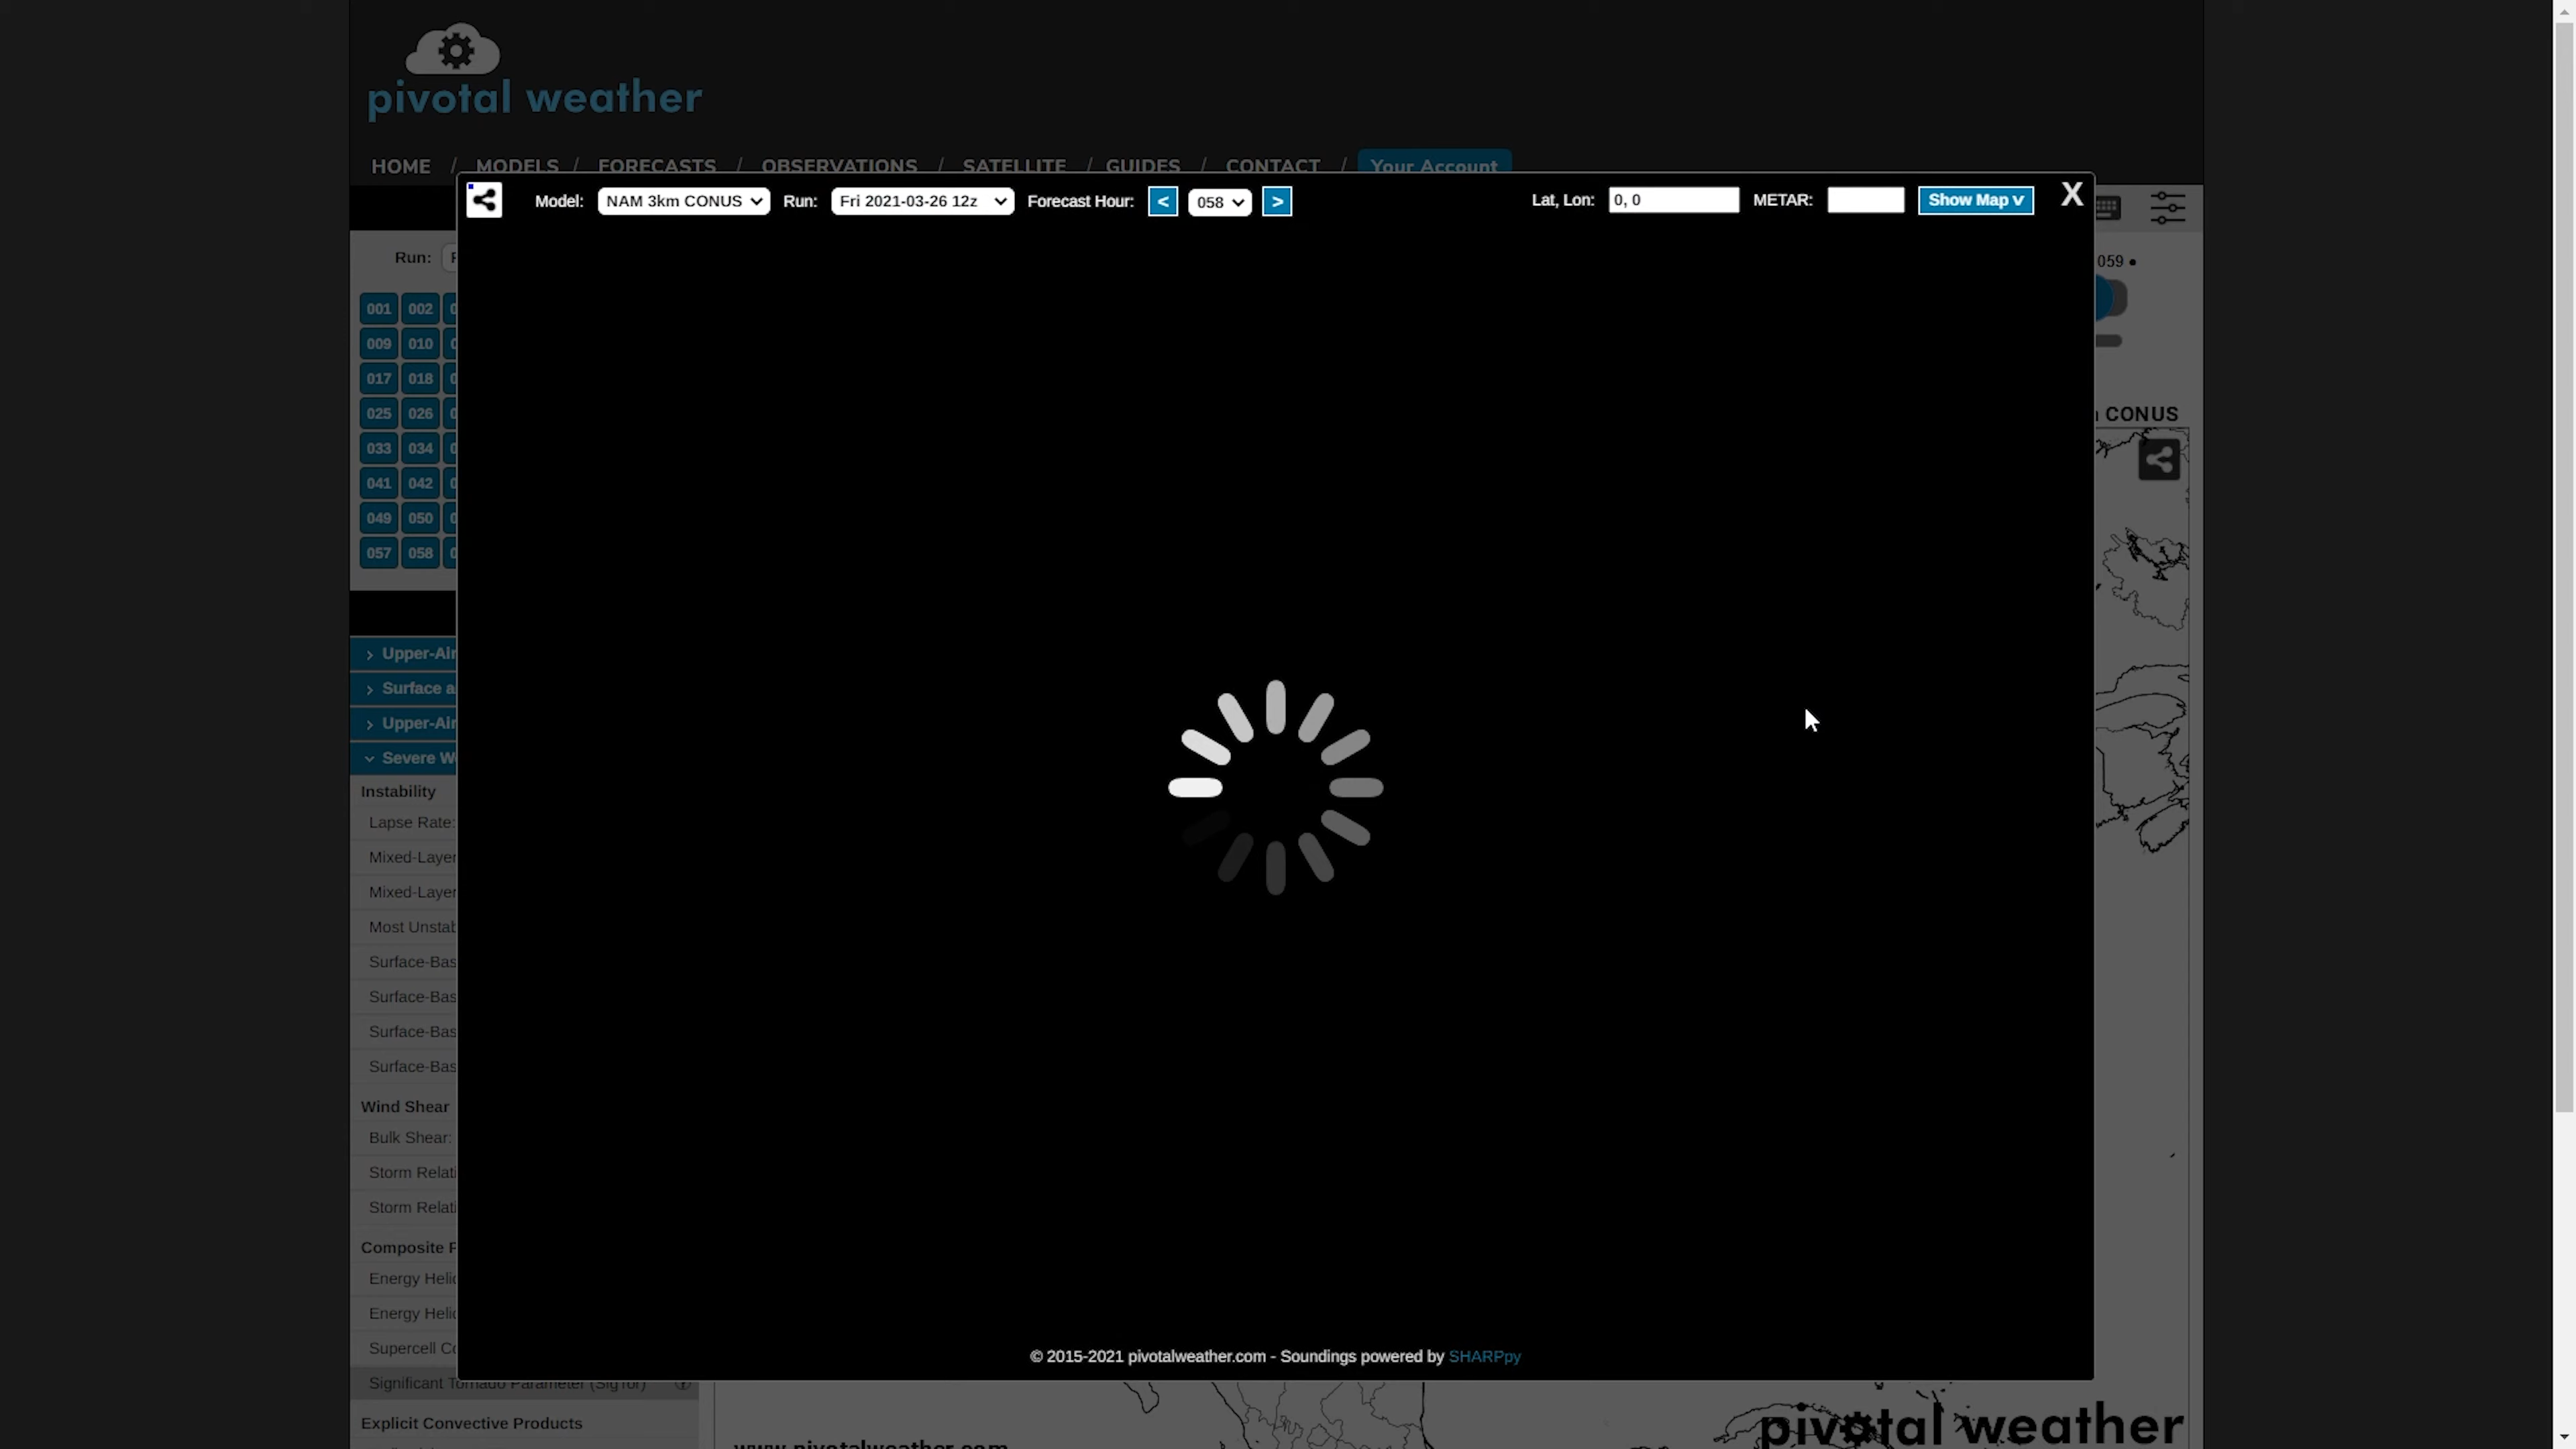 pivotal weather
HOME / MODELS / FORECASTS / OBSERVATIONS / SATELLITE / GUIDES / CONTACT / Your Account
Model: NAM 3km CONUS Run: Fri 2021-03-26 12z Forecast Hour: < 058 > Lat, Lon: 0, 0 METAR: Show Map X
Run:
059
001 002
009 010
017 018
025 026
CONUS
033 034
041 042
049 050
057 058
Upper-Air
Surface
Upper-Air
Severe
Instability
Lapse Rate:
Mixed-Layer
Mixed-Layer
Most
Surface-Bas
Surface-Bas
Surface-Bas
Surface-Bas
Wind Shear
Bulk Shear:
Storm Relati
Storm Relati
Composite
Energy
Energy
Supercell
© 2015-2021 pivotalweather.com - Soundings powered by SHARPpy
Significant Tornado Parameter (SigTor)
Explicit Convective Products
pivotal weather
www.pivotalweather.com